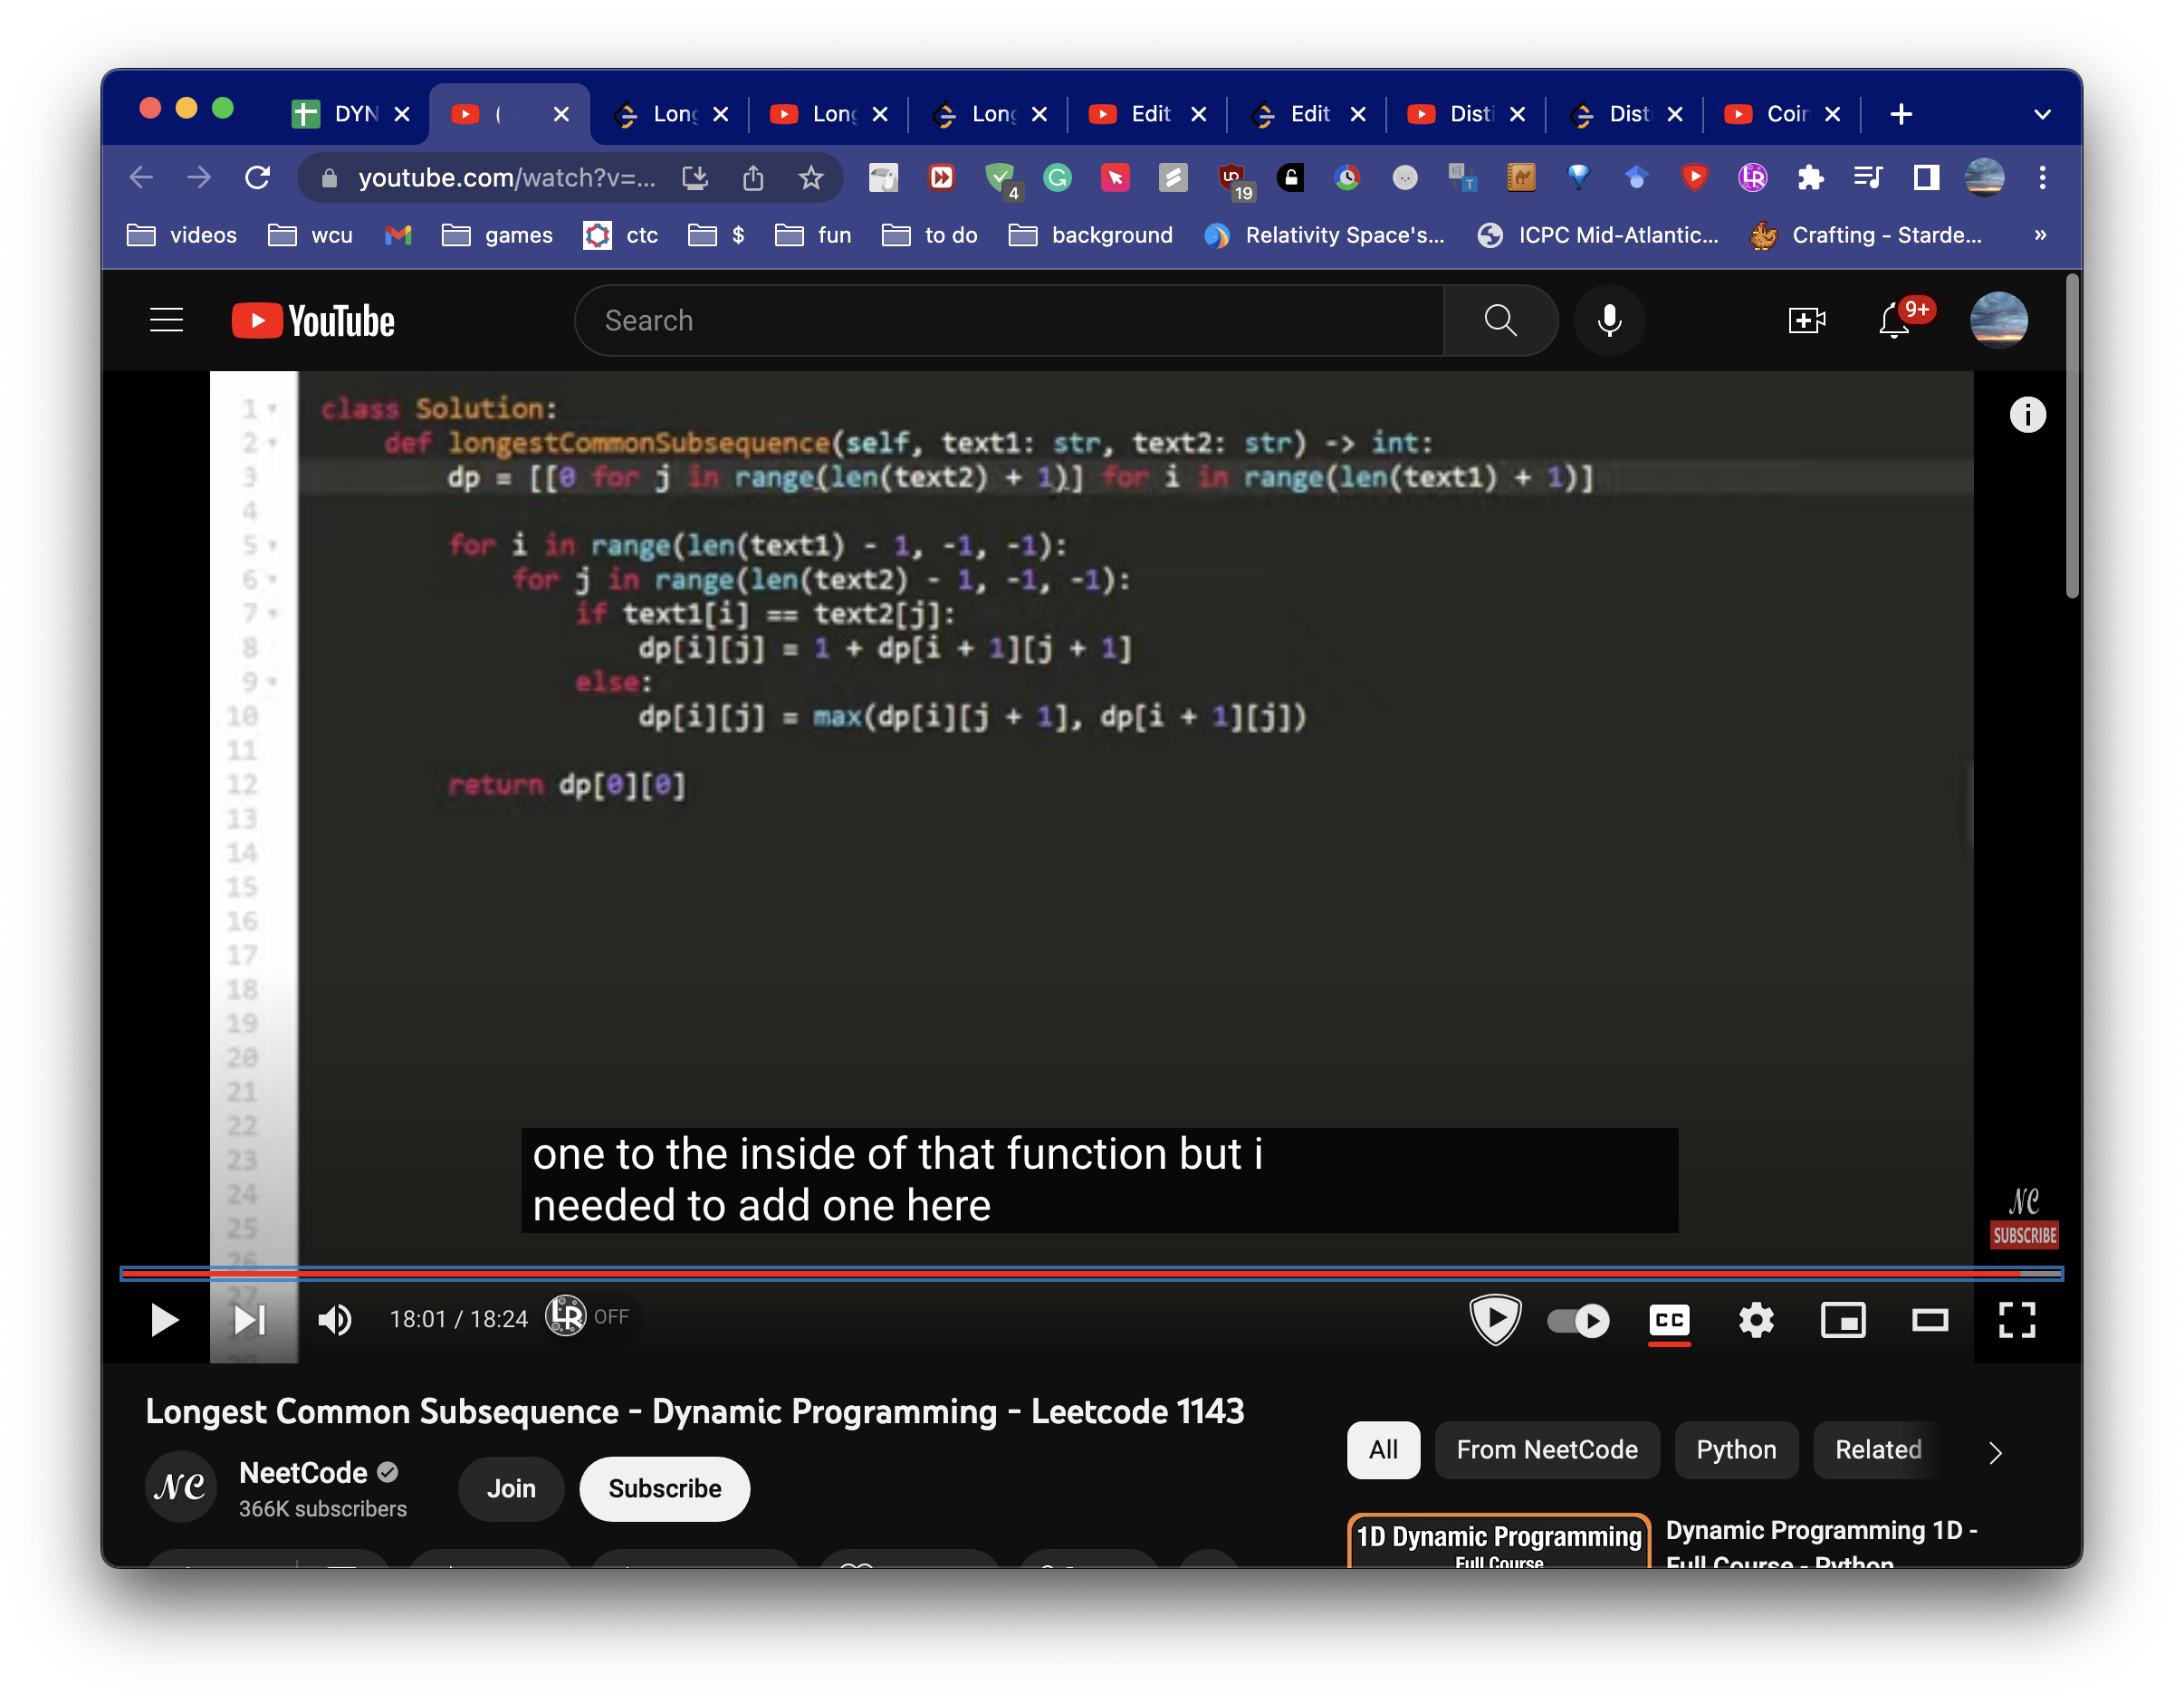 DYN
(
Long
Long
Long
Edit
Edit
Disti
Dist
Coin
youtube.com/watch?v=...
4
19
videos
wcu
games
ctc
$
fun
to do
background
Relativity Space's...
ICPC Mid-Atlantic...
Crafting - Starde...
»
YouTube
Search
9+
1 class Solution:
2     def longestCommonSubsequence(self, text1: str, text2: str) -> int:
3         dp = [[0 for j in range(len(text2) + 1)] for i in range(len(text1) + 1)]
4
5         for i in range(len(text1) - 1, -1, -1):
6             for j in range(len(text2) - 1, -1, -1):
7                 if text1[i] == text2[j]:
8                     dp[i][j] = 1 + dp[i + 1][j + 1]
9                 else:
10                     dp[i][j] = max(dp[i][j + 1], dp[i + 1][j])
11
12         return dp[0][0]
13
14
15
16
17
18
19
20
21
22
23
24
25
26
27
one to the inside of that function but i
needed to add one here
NC
SUBSCRIBE
18:01 / 18:24
LR
OFF
CC
Longest Common Subsequence - Dynamic Programming - Leetcode 1143
NC
NeetCode
366K subscribers
Join
Subscribe
All
From NeetCode
Python
Related
1D Dynamic Programming
Full Course
Dynamic Programming 1D -
Full Course - Python